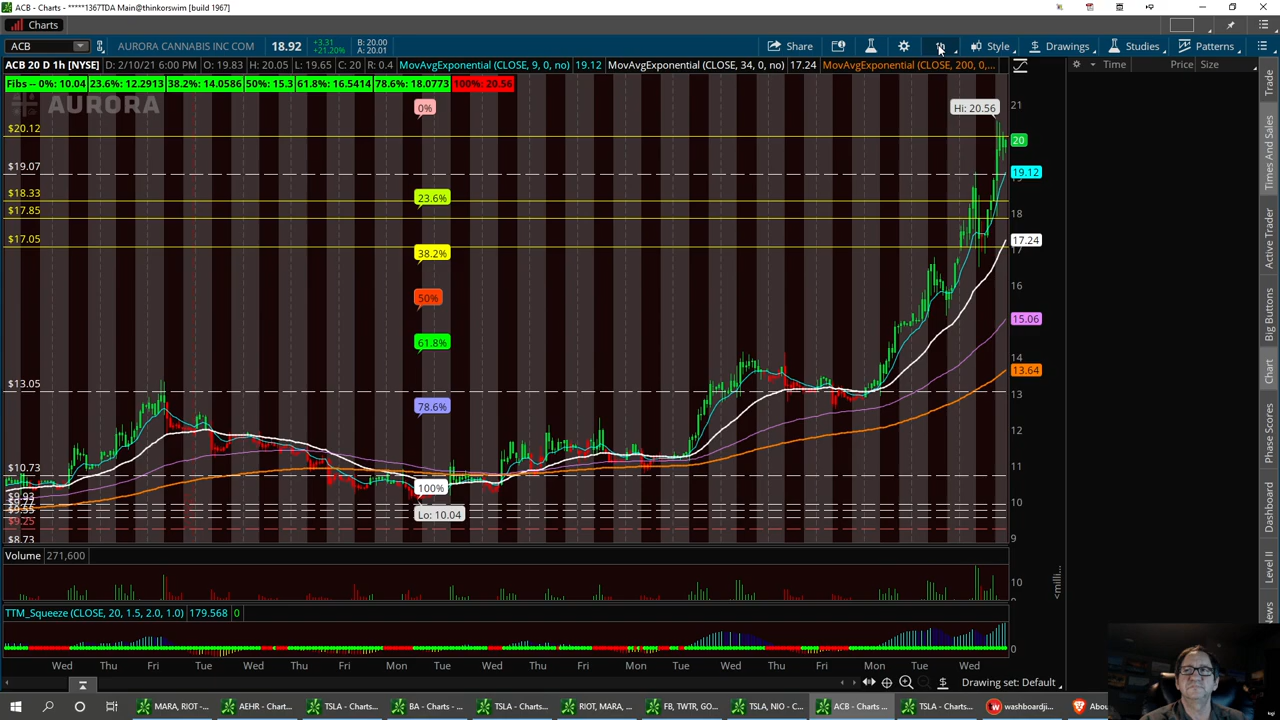 ACB - Charts - *****1367TDA Main@thinkorswim [build 1967]
Charts
ACB AURORA CANNABIS INC COM 18.92 +3.31 +21.20% B: 20.00 A: 20.01 Share Style Drawings Studies Patterns
ACB 20 D 1h [NYSE] D: 2/10/21 6:00 PM O: 19.83 H: 20.05 L: 19.65 C: 20 R: 0.4 MovAvgExponential (CLOSE, 9, 0, no) 19.12 MovAvgExponential (CLOSE, 34, 0, no) 17.24 MovAvgExponential (CLOSE, 200, 0,... Time Price Size
Fibs -- 0%: 10.04 23.6%: 12.2913 38.2%: 14.0586 50%: 15.3 61.8%: 16.5414 78.6%: 18.0773 100%: 20.56
AURORA
0%
Hi: 20.56
21
$20.12
20
$19.07
19.12
$18.33
23.6%
$17.85
18
$17.05
17.24
38.2%
16
50%
15.06
61.8%
14
13.64
$13.05
13
78.6%
12
11
$10.73
100%
10
$9.93
Lo: 10.04
$9.25
9
$8.73
Volume 271,600
10
0
<milli...
TTM_Squeeze (CLOSE, 20, 1.5, 2.0, 1.0) 179.568 0
0
Wed Thu Fri Tue Wed Thu Fri Mon Tue Wed Thu Fri Mon Tue Wed Thu Fri Mon Tue Wed
Drawing set: Default
Trade
Times And Sales
Active Trader
Big Buttons
Chart
Phase Scores
Dashboard
Level II
News
MARA, RIOT -... AEHR - Charts... TSLA - Charts... BA - Charts - ... TSLA - Charts... RIOT, MARA, ... FB, TWTR, GO... TSLA, NIO - C... ACB - Charts ... TSLA - Charts... washboardji... Abou